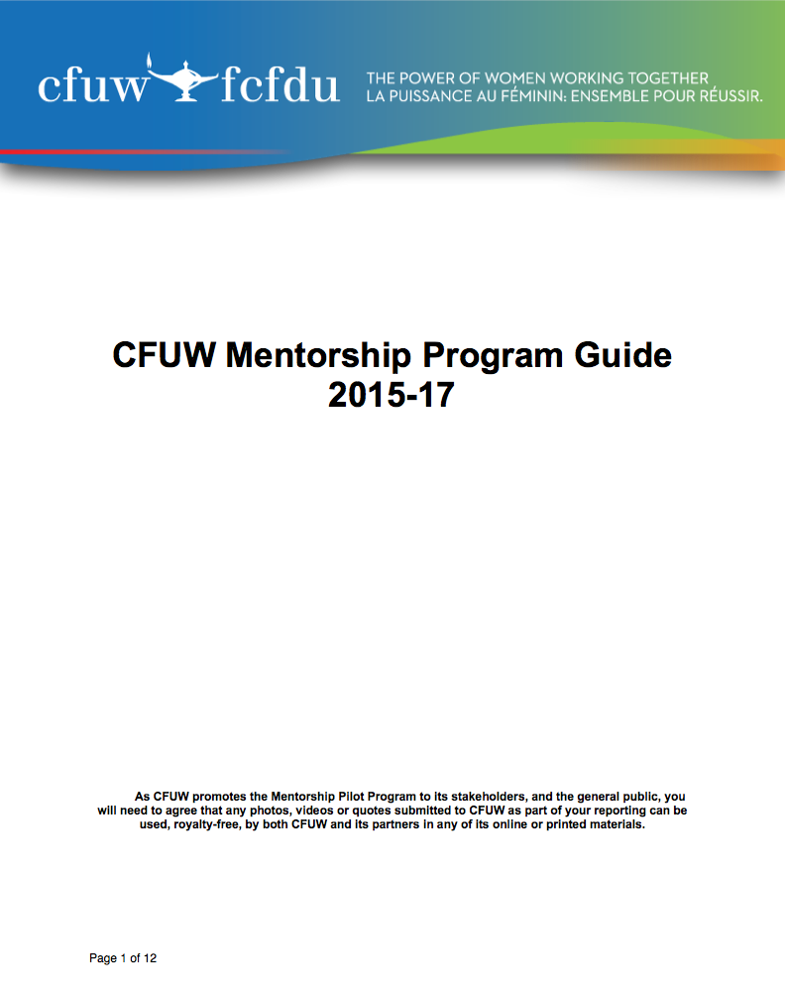 cfuw fcfdu
THE POWER OF WOMEN WORKING TOGETHER
LA PUISSANCE AU FÉMININ: ENSEMBLE POUR RÉUSSIR.
CFUW Mentorship Program Guide
2015-17
As CFUW promotes the Mentorship Pilot Program to its stakeholders, and the general public, you
will need to agree that any photos, videos or quotes submitted to CFUW as part of your reporting can be
used, royalty-free, by both CFUW and its partners in any of its online or printed materials.
Page 1 of 12